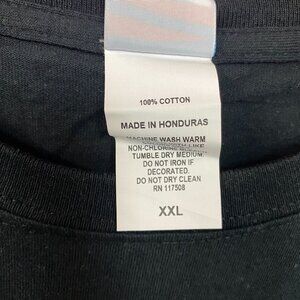 100% COTTON
MADE IN HONDURAS
MACHINE WASH WARM
NON-CHLORINE
TUMBLE DRY MEDIUM.
DO NOT IRON IF
DECORATED.
DO NOT DRY CLEAN
RN 117508
XXL